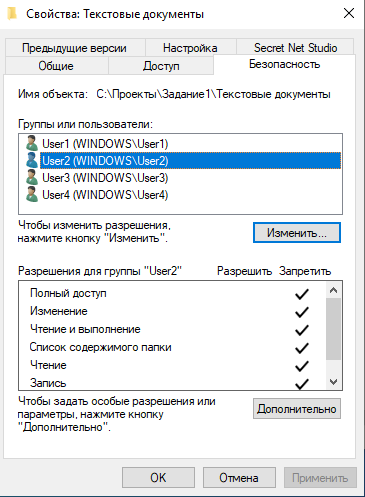 Свойства: Текстовые документы
Предыдущие версии Настройка Secret Net Studio
Общие Доступ Безопасность
Имя объекта: C:\Проекты\Задание1\Текстовые документы
Группы или пользователи:
User1 (WINDOWS\User1)
User2 (WINDOWS\User2)
User3 (WINDOWS\User3)
User4 (WINDOWS\User4)
Чтобы изменить разрешения,
нажмите кнопку "Изменить".
Изменить...
Разрешения для группы "User2" Разрешить Запретить
Полный доступ
Изменение
Чтение и выполнение
Список содержимого папки
Чтение
Запись
Чтобы задать особые разрешения или
параметры, нажмите кнопку
"Дополнительно".
Дополнительно
OK Отмена Применить